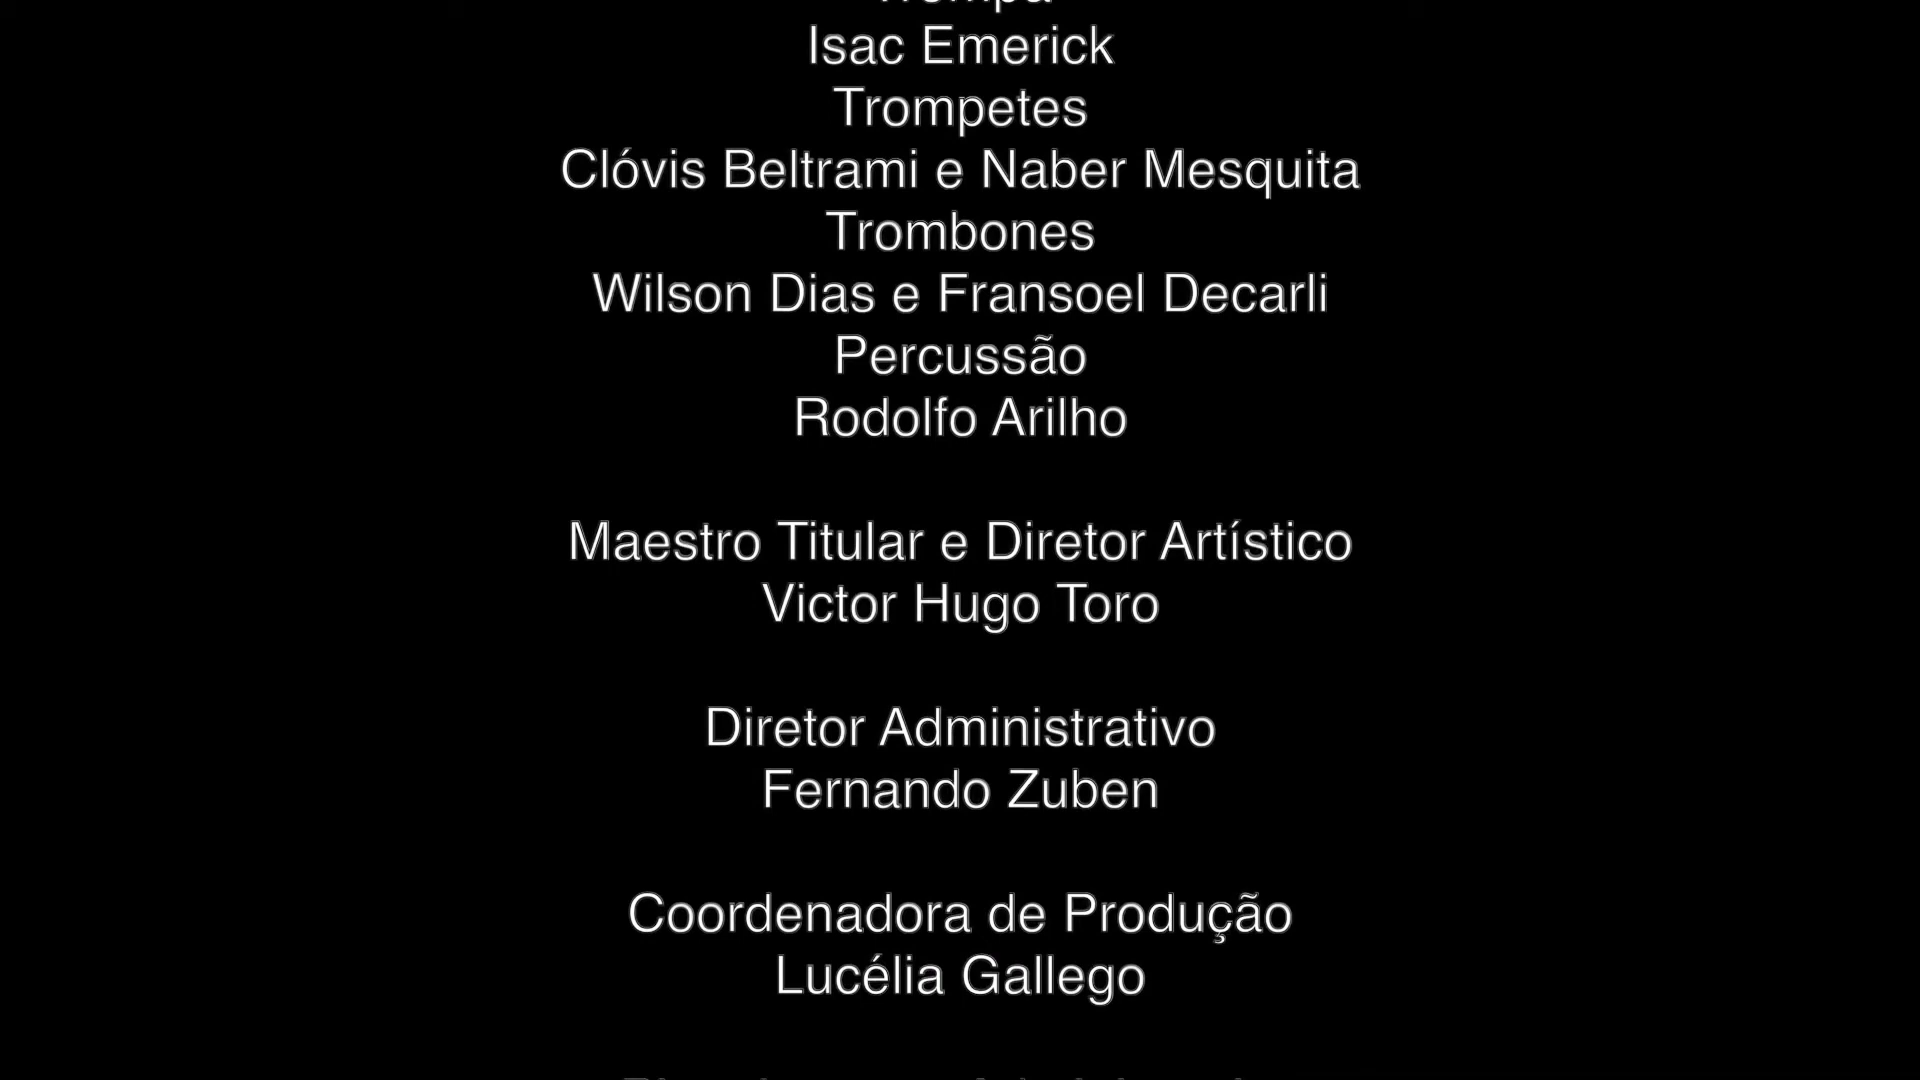 Trompa
Isac Emerick
Trompetes
Clóvis Beltrami e Naber Mesquita
Trombones
Wilson Dias e Fransoel Decarli
Percussão
Rodolfo Arilho
Maestro Titular e Diretor Artístico
Victor Hugo Toro
Diretor Administrativo
Fernando Zuben
Coordenadora de Produção
Lucélia Gallego